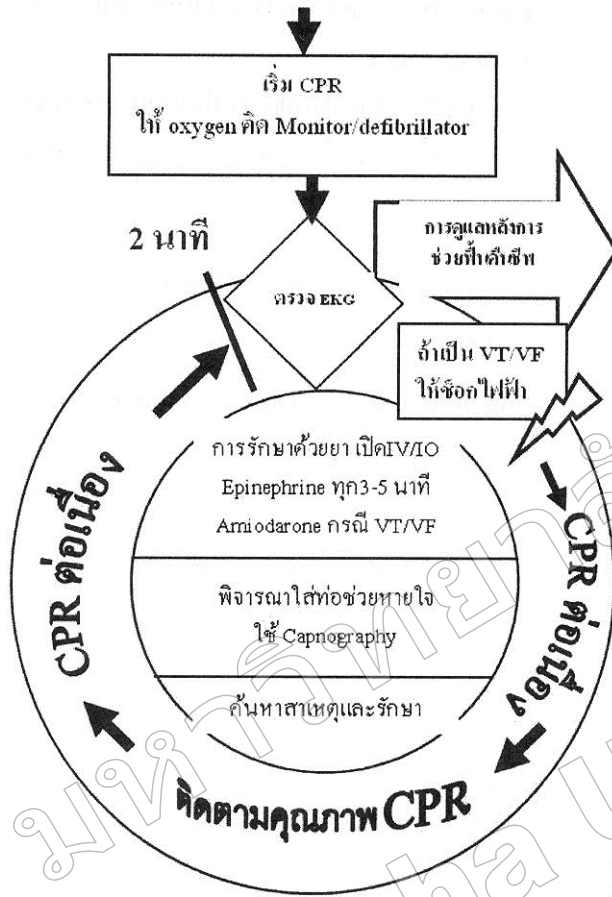 เริ่ม CPR
ให้ oxygen ติด Monitor/defibrillator
2 นาที
ตรวจ EKG
การดูแลหลังการ
ช่วยฟื้นคืนชีพ
ถ้าเป็น VT/VF
ให้ช็อกไฟฟ้า
การรักษาด้วยยา เปิดIV/IO
Epinephrine ทุก3-5 นาที
Amiodarone กรณี VT/VF
พิจารณาใส่ท่อช่วยหายใจ
ใช้ Capnography
ค้นหาสาเหตุและรักษา
CPR ต่อเนื่อง
ติดตามคุณภาพ CPR
CPR ต่อเนื่อง